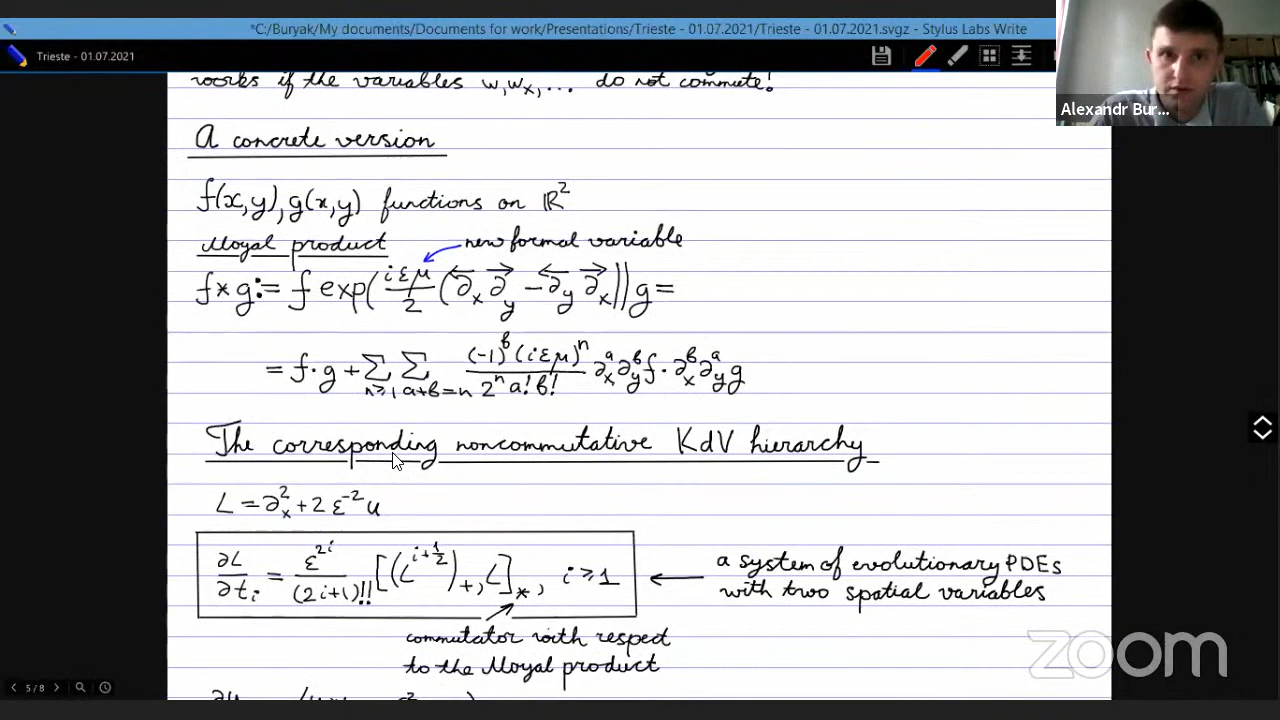 *C:/Buryak/My documents/Documents for work/Presentations/Trieste - 01.07.2021/Trieste - 01.07.2021.svgz - Stylus Labs Write
Trieste - 01.07.2021
works if the variables w, w_x, ... do not commute!
Alexandr Bur...
A concrete version
f(x,y), g(x,y) functions on ℝ²
Moyal product
new formal variable
f*g := f exp(iεμ/2 (←∂_x →∂_y − ←∂_y →∂_x)) g =
= f·g + Σ_{n≥1} Σ_{a+b=n} (-1)^b (iεμ)^n / 2^n a! b! ∂_x^a ∂_y^b f · ∂_x^b ∂_y^a g
The corresponding noncommutative KdV hierarchy
L = ∂_x² + 2ε^{-2}u
∂L/∂t_i = ε^{2i}/(2i+1)!! [(L^{i+1/2})_+, L]_*, i≥1
a system of evolutionary PDEs
with two spatial variables
commutator with respect
to the Moyal product
zoom
5/8